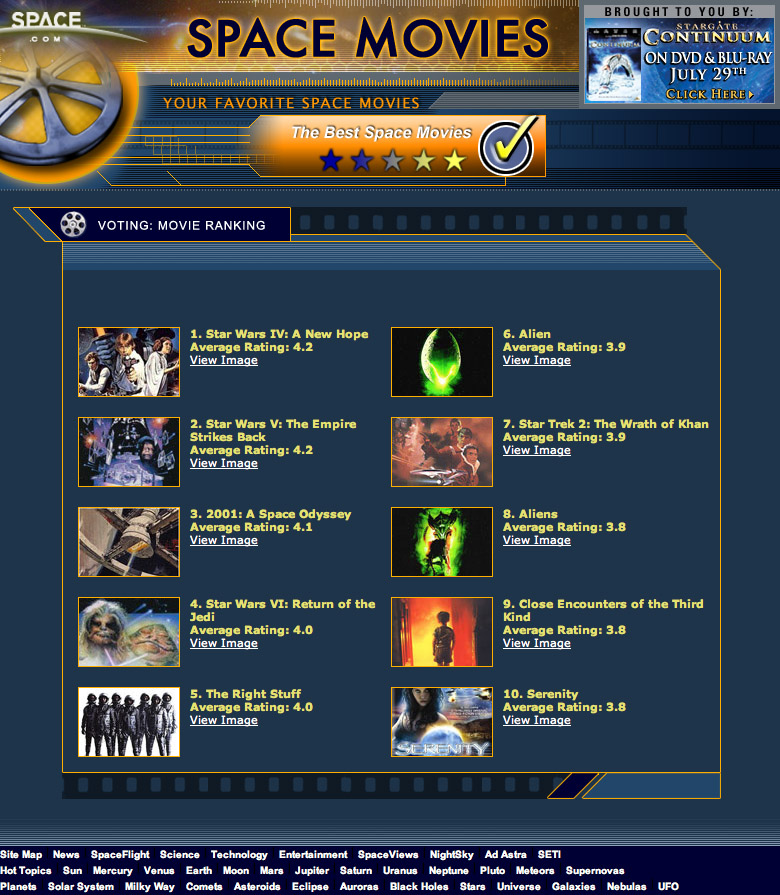 SPACE
.COM
SPACE MOVIES
BROUGHT TO YOU BY:
STARGATE
CONTINUUM
CONTINUUM
ON DVD & BLU-RAY
JULY 29TH
CLICK HERE
YOUR FAVORITE SPACE MOVIES
The Best Space Movies
VOTING: MOVIE RANKING
1. Star Wars IV: A New Hope
Average Rating: 4.2
View Image
2. Star Wars V: The Empire
Strikes Back
Average Rating: 4.2
View Image
3. 2001: A Space Odyssey
Average Rating: 4.1
View Image
4. Star Wars VI: Return of the
Jedi
Average Rating: 4.0
View Image
5. The Right Stuff
Average Rating: 4.0
View Image
6. Alien
Average Rating: 3.9
View Image
7. Star Trek 2: The Wrath of Khan
Average Rating: 3.9
View Image
8. Aliens
Average Rating: 3.8
View Image
9. Close Encounters of the Third
Kind
Average Rating: 3.8
View Image
SERENITY
10. Serenity
Average Rating: 3.8
View Image
Site Map News SpaceFlight Science Technology Entertainment SpaceViews NightSky Ad Astra SETI
Hot Topics Sun Mercury Venus Earth Moon Mars Jupiter Saturn Uranus Neptune Pluto Meteors Supernovas
Planets Solar System Milky Way Comets Asteroids Eclipse Auroras Black Holes Stars Universe Galaxies Nebulas UFO